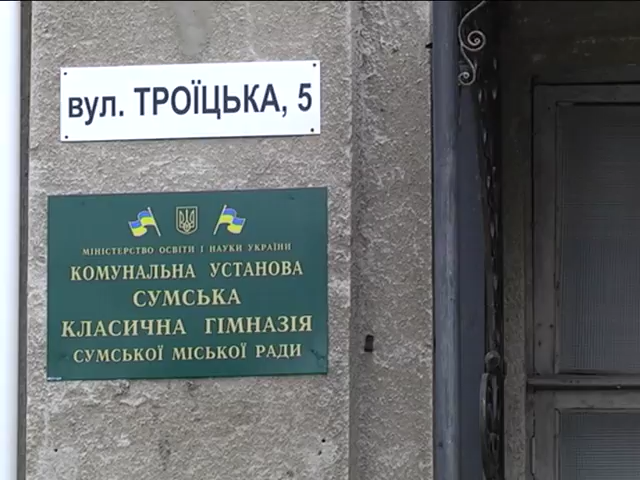 вул. ТРОЇЦЬКА, 5
МІНІСТЕРСТВО ОСВІТИ І НАУКИ УКРАЇНИ
КОМУНАЛЬНА УСТАНОВА
СУМСЬКА
КЛАСИЧНА ГІМНАЗІЯ
СУМСЬКОЇ МІСЬКОЇ РАДИ